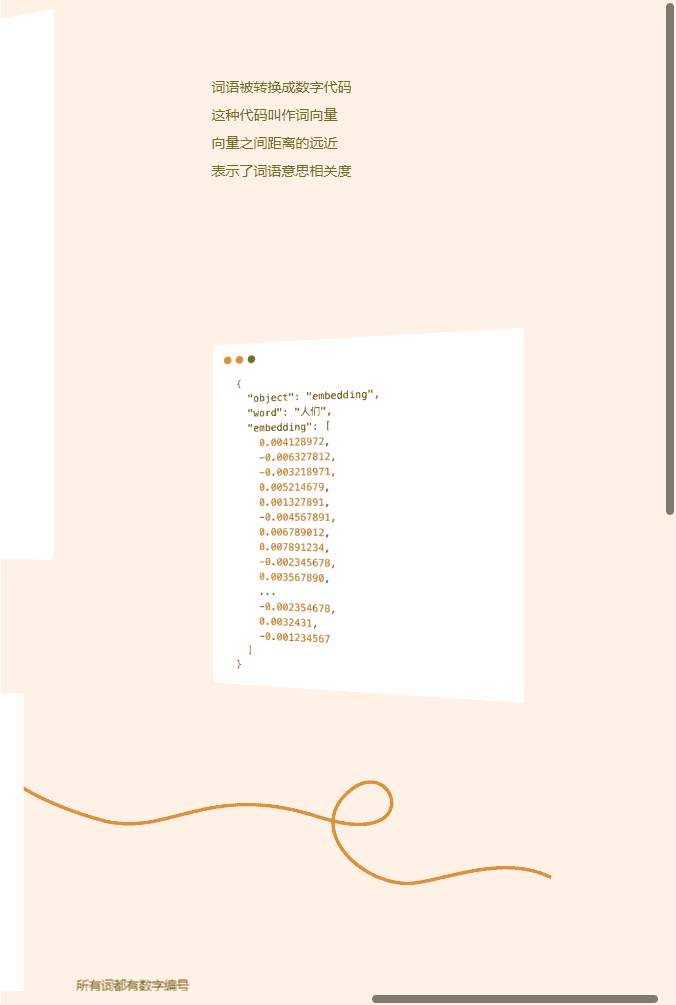 词语被转换成数字代码
这种代码叫作词向量
向量之间距离的远近
表示了词语意思相关度
{
"object": "embedding",
"word": "人们",
"embedding": [
0.004128972,
-0.006327812,
-0.003218971,
0.005214679,
0.001327891,
-0.004567891,
0.006789012,
0.007891234,
-0.002345678,
0.003567890,
...
-0.002354678,
0.0032431,
-0.001234567
]
}
所有词都有数字编号